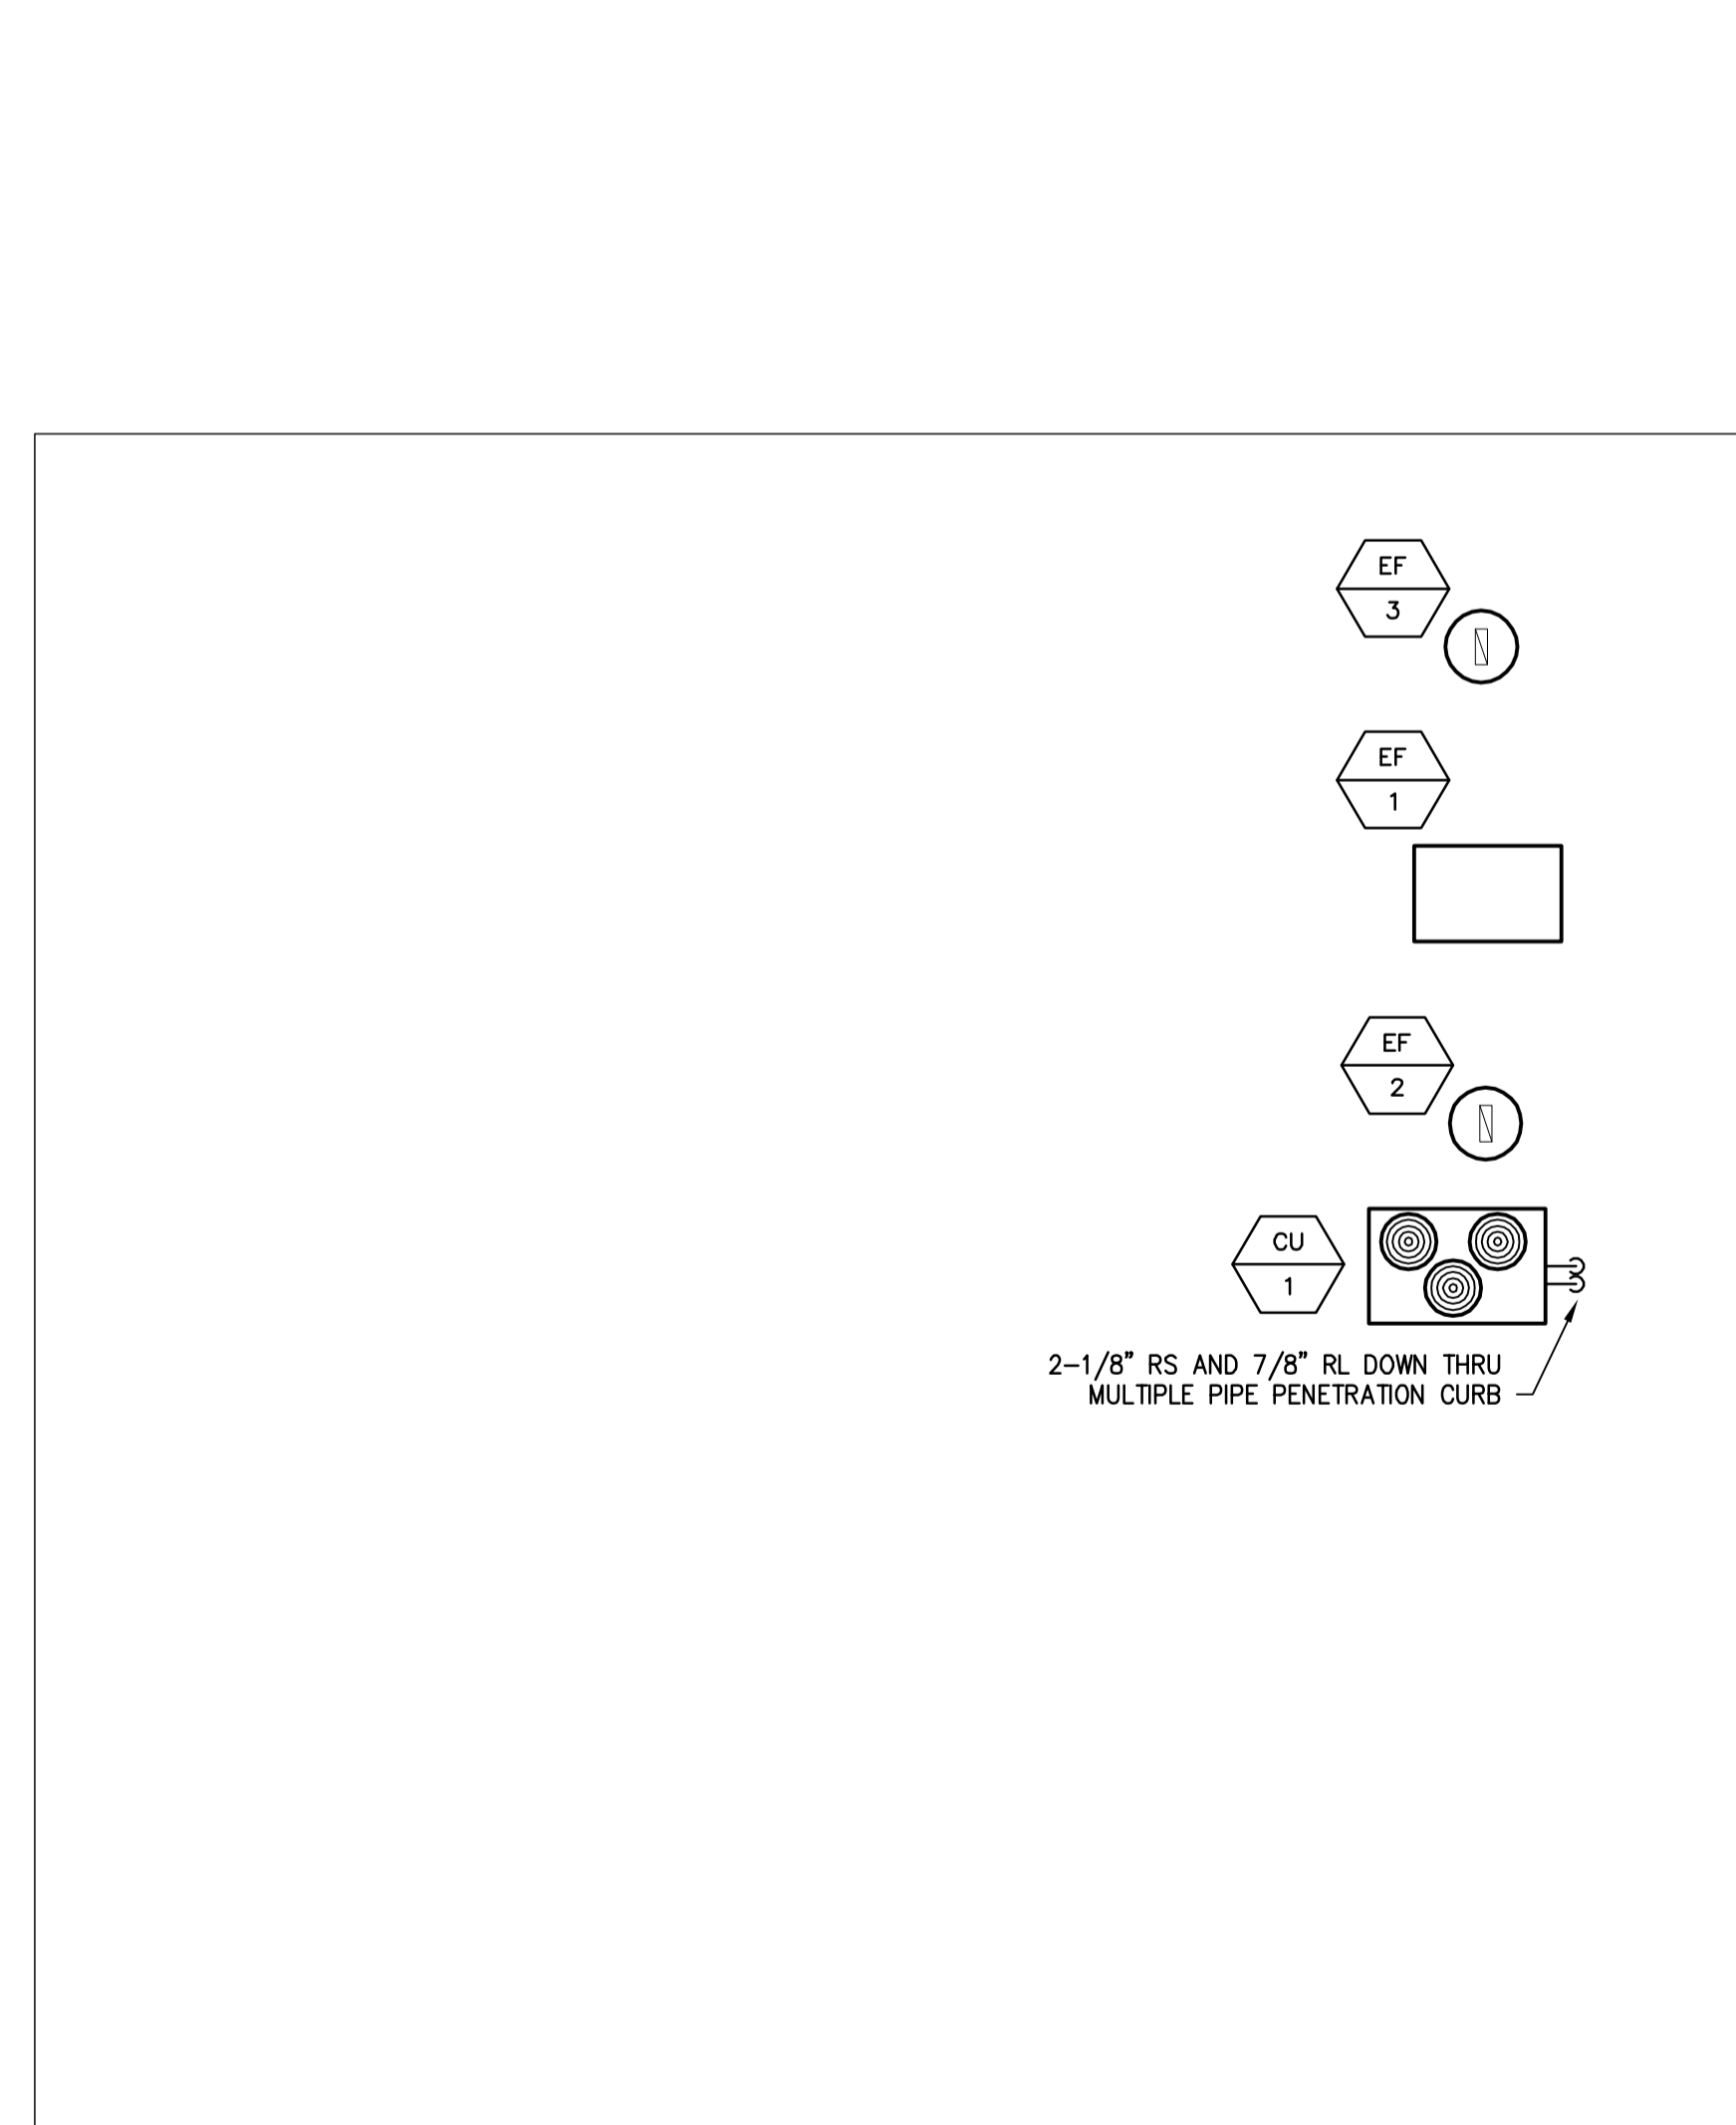 EF
3
EF
1
EF
2
CU
1
2-1/8” RS AND 7/8” RL DOWN THRU
MULTIPLE PIPE PENETRATION CURB